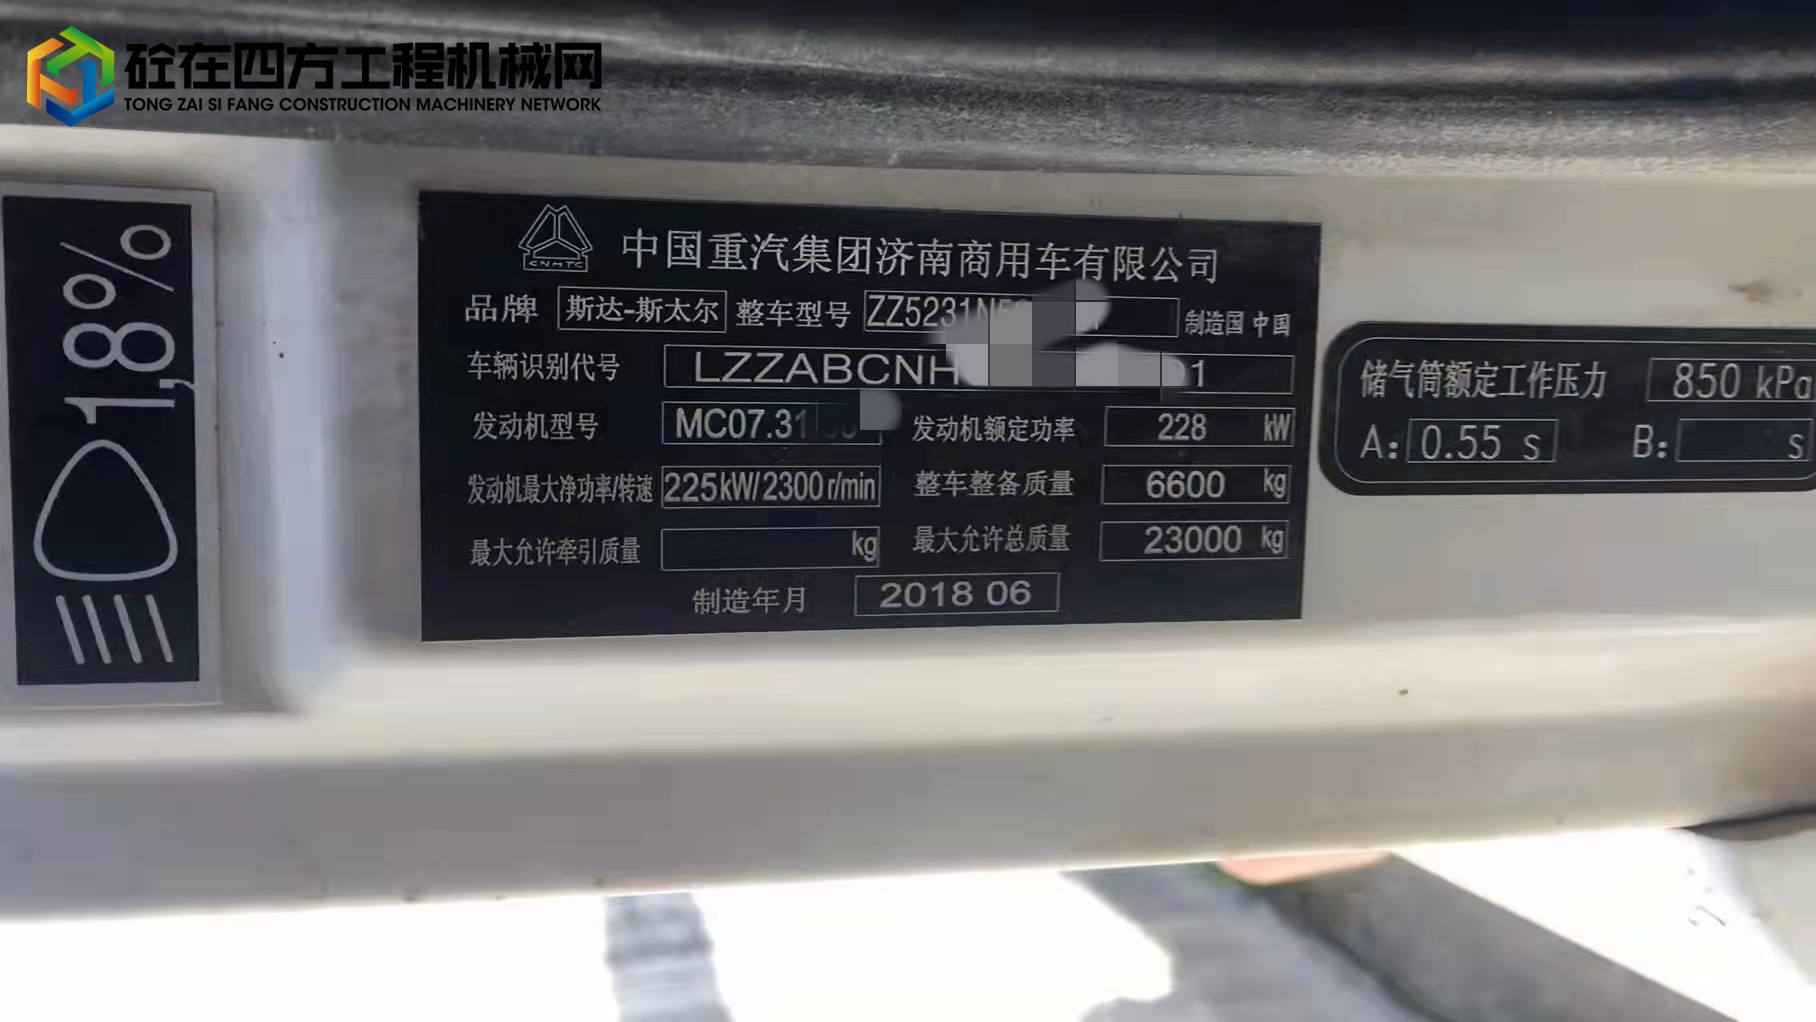 砼在四方工程机械网
TONG ZAI SI FANG CONSTRUCTION MACHINERY NETWORK
1,8%
CNHTC
中国重汽集团济南商用车有限公司
品牌 斯达-斯太尔 整车型号 ZZ5231N5 制造国 中国
车辆识别代号 LZZABCNH 01
发动机型号 MC07.31 发动机额定功率 228 kW
发动机最大净功率/转速 225kW/2300r/min 整车整备质量 6600 kg
最大允许牵引质量 kg 最大允许总质量 23000 kg
制造年月 2018 06
储气筒额定工作压力 850 kPa
A: 0.55 s B: s